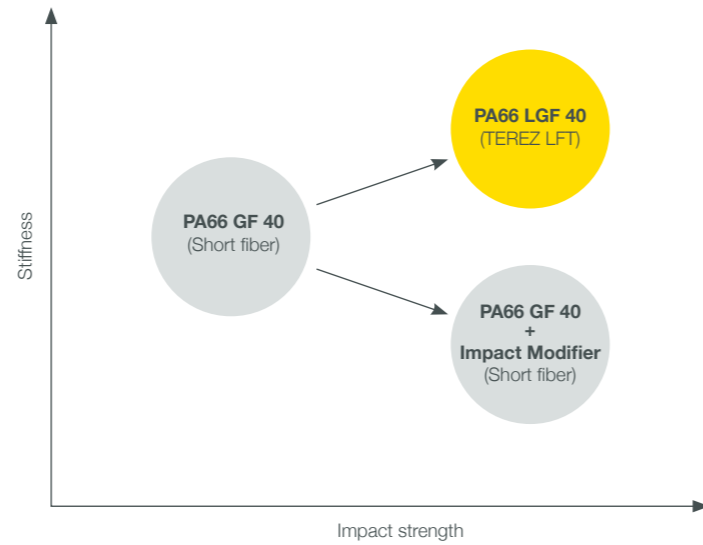 Stiffness
PA66 LGF 40
(TEREZ LFT)
PA66 GF 40
(Short fiber)
PA66 GF 40
+
Impact Modifier
(Short fiber)
Impact strength